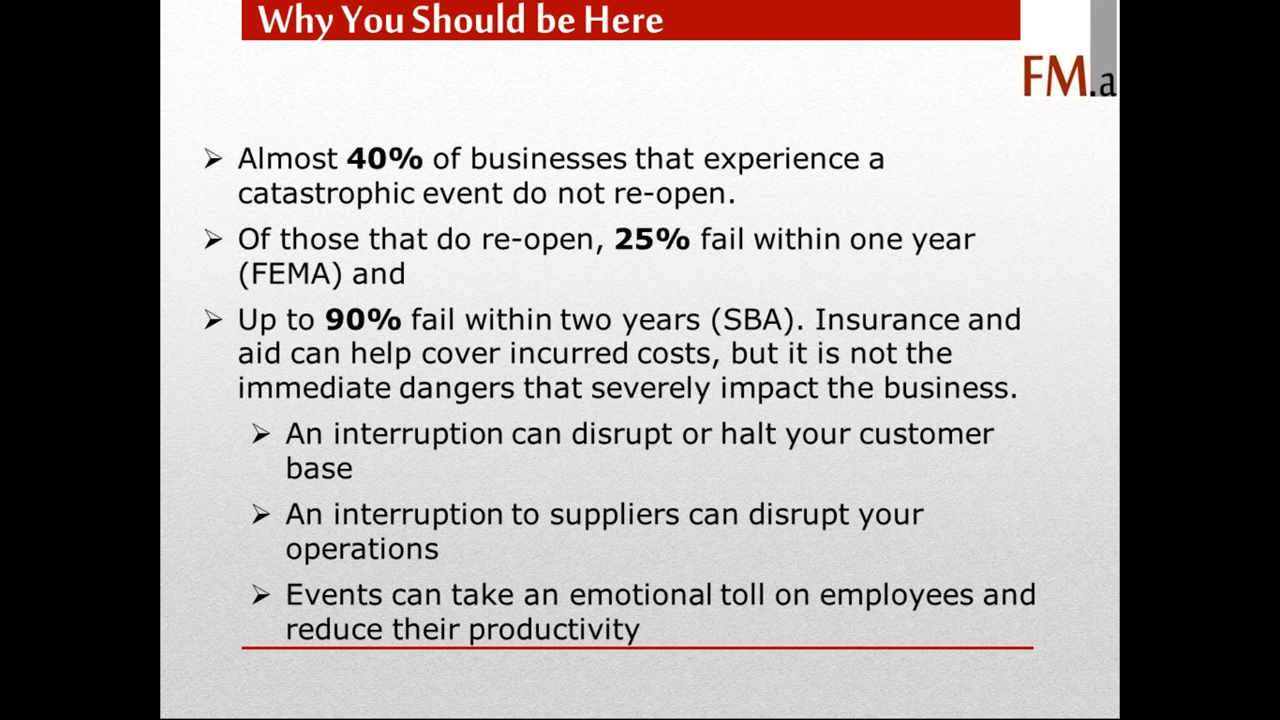 Why You Should be Here
FM.a
➢ Almost 40% of businesses that experience a
catastrophic event do not re-open.
➢ Of those that do re-open, 25% fail within one year
(FEMA) and
➢ Up to 90% fail within two years (SBA). Insurance and
aid can help cover incurred costs, but it is not the
immediate dangers that severely impact the business.
➢ An interruption can disrupt or halt your customer
base
➢ An interruption to suppliers can disrupt your
operations
➢ Events can take an emotional toll on employees and
reduce their productivity